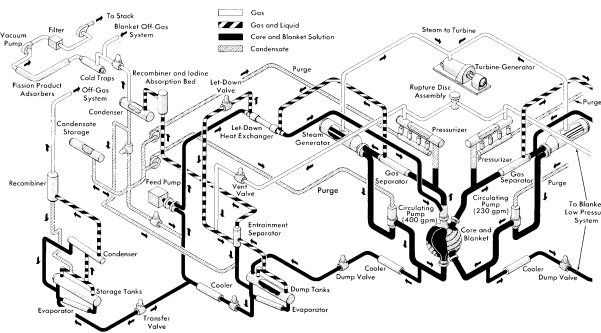 Gas
Gas and Liquid
Core and Blanket Solution
Condensate
To Stack
Blanket Off-Gas
System
Filter
Vacuum
Pump
Cold Traps
Fission Product
Adsorbers
Off-Gas
System
Recombiner and Iodine
Absorption Bed
Condenser
Condensate
Storage
Let-Down
Valve
Purge
Let-Down
Heat Exchanger
Steam
Generator
Steam to Turbine
Turbine-Generator
Rupture Disc
Assembly
Purge
Pressurizer
Pressurizer
Gas
Separator
Gas
Separator
Purge
Recombiner
Feed Pump
Vent
Valve
Purge
Circulating
Pump
(400 gpm)
Circulating
Pump
(230 gpm)
Core and
Blanket
To Blanket
Low Pressure
System
Entrainment
Separator
Condenser
Storage Tanks
Evaporator
Transfer
Valve
Cooler
Dump Tanks
Evaporator
Dump Valve
Cooler
Cooler
Dump Valve